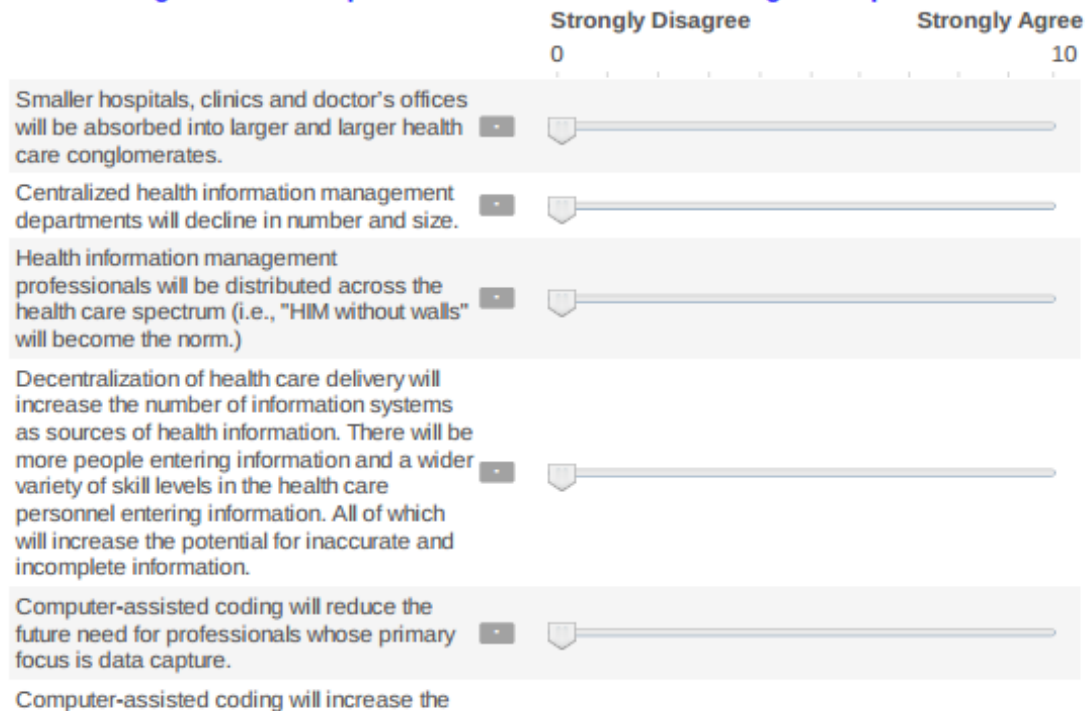 Strongly Disagree Strongly Agree
0 10
Smaller hospitals, clinics and doctor's offices
will be absorbed into larger and larger health
care conglomerates.
Centralized health information management
departments will decline in number and size.
Health information management
professionals will be distributed across the
health care spectrum (i.e., "HIM without walls"
will become the norm.)
Decentralization of health care delivery will
increase the number of information systems
as sources of health information. There will be
more people entering information and a wider
variety of skill levels in the health care
personnel entering information. All of which
will increase the potential for inaccurate and
incomplete information.
Computer-assisted coding will reduce the
future need for professionals whose primary
focus is data capture.
Computer-assisted coding will increase the